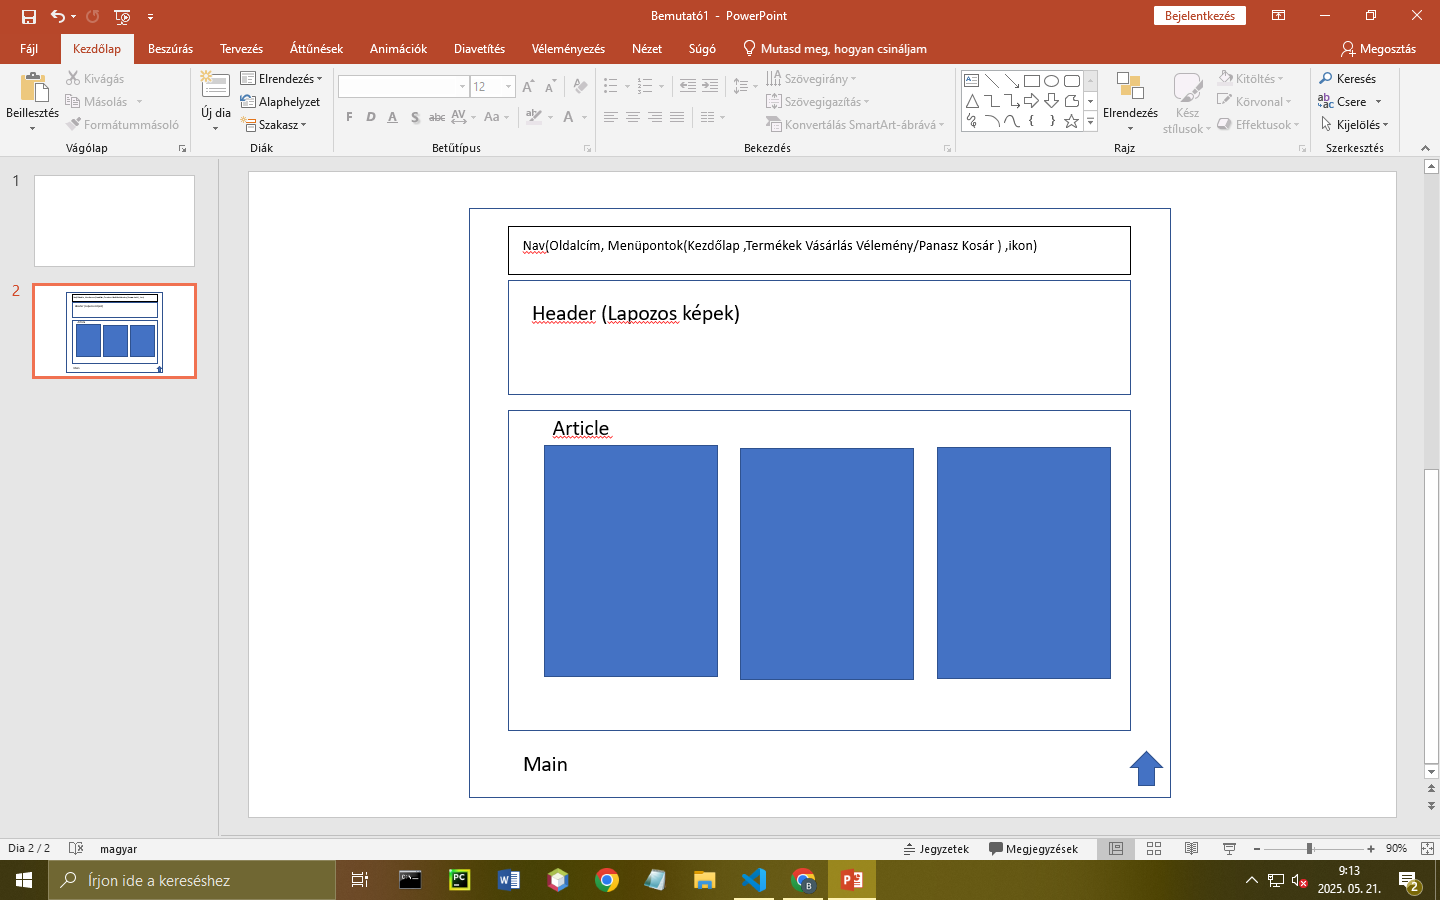 Bemutató1 - PowerPoint
Bejelentkezés
Fájl Kezdőlap Beszúrás Tervezés Áttűnések Animációk Diavetítés Véleményezés Nézet Súgó Mutasd meg, hogyan csináljam Megosztás
Beillesztés
Kivágás
Másolás
Formátummásoló
Vágólap
Új dia
Elrendezés
Alaphelyzet
Szakasz
Diák
12
F D A S abc AV Aa A
Betűtípus
Szövegirány
Szövegigazítás
Konvertálás SmartArt-ábrává
Bekezdés
Elrendezés
Kész stílusok
Kitöltés
Körvonal
Effektusok
Rajz
Keresés
Csere
Kijelölés
Szerkesztés
1
2
Nav(Oldalcím, Menüpontok(Kezdőlap ,Termékek Vásárlás Vélemény/Panasz Kosár ) ,ikon)
Header (Lapozos képek)
Article
Main
Dia 2 / 2 magyar Jegyzetek Megjegyzések 90%
Írjon ide a kereséshez
9:13
2025. 05. 21.
2